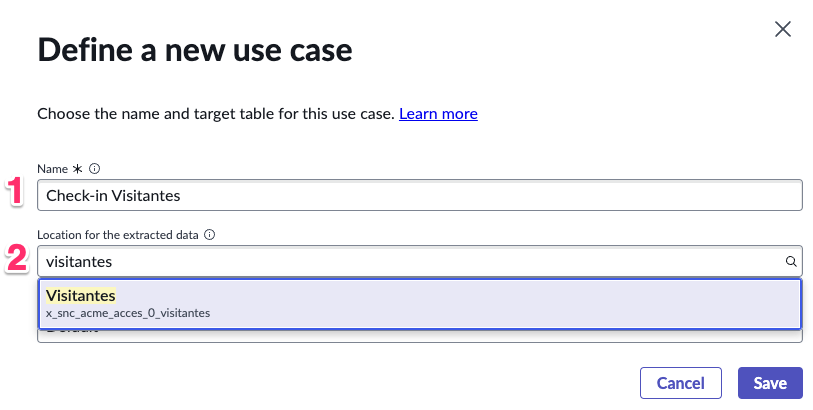 Define a new use case
Choose the name and target table for this use case. Learn more
Name *
1
Check-in Visitantes
Location for the extracted data
2
visitantes
Visitantes
x_snc_acme_acces_0_visitantes
Default
Cancel
Save